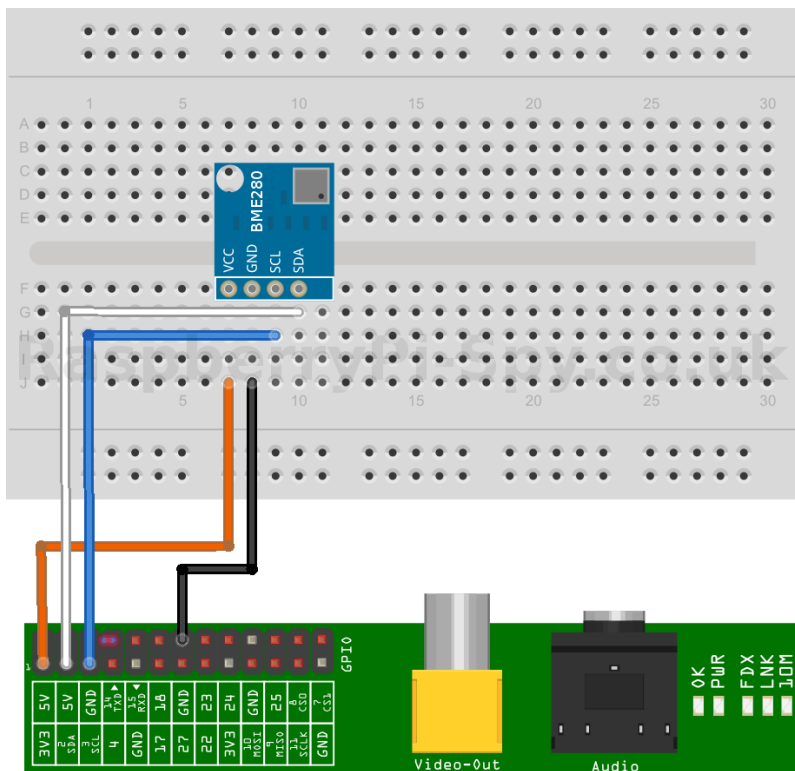 1 5 10 15 20 25 30
A
B
C
D
E
BME280
VCC GND SCL SDA
F
G
H
I
J
RaspberryPi-Spy.co.uk
5 10 15 20 25 30
1
GPIO
5V 5V GND 14 TXD 15 RXD 18 GND 23 24 GND 25 8 CS0 7 CS1
3V3 2 SDA 3 SCL 4 GND 17 27 22 3V3 10 MOSI 9 MISO 11 SCLK GND
OK PWR FDX LNK 10M
Video-Out
Audio